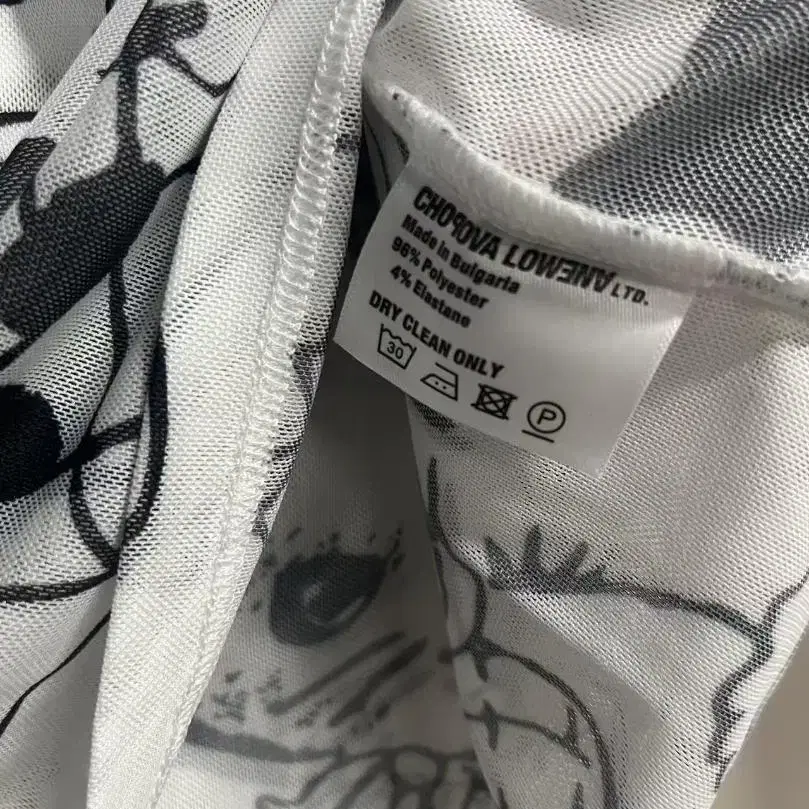 CHOPOVA LOWENA LTD.
Made in Bulgaria
96% Polyester
4% Elastane
DRY CLEAN ONLY
30 P